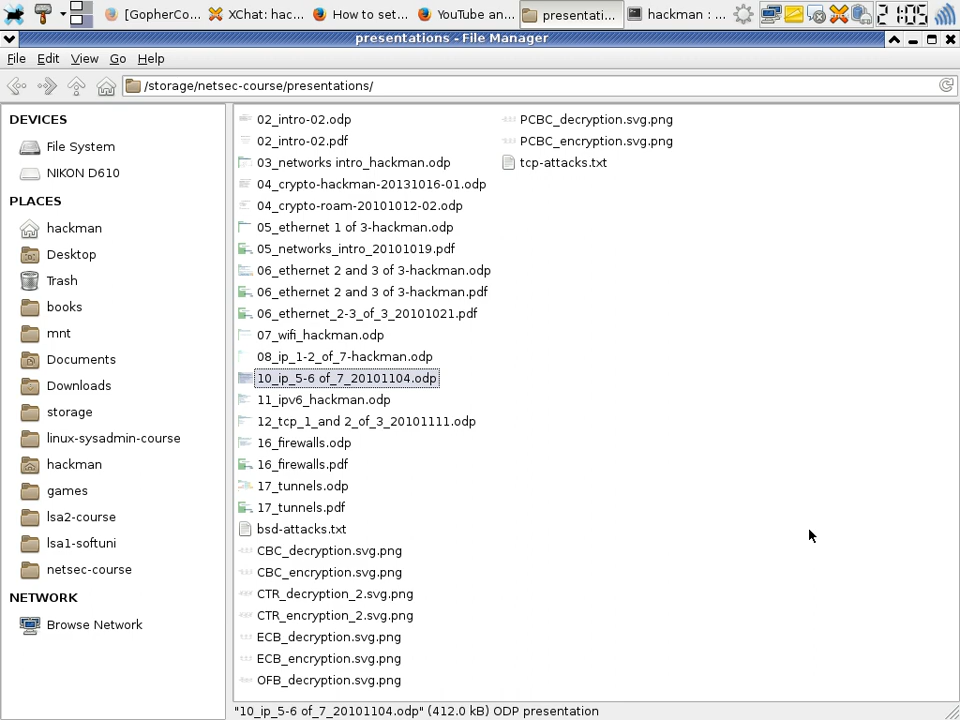 [GopherCo...
XChat: hac...
How to set...
YouTube an...
presentati...
hackman : ...
21:05
presentations - File Manager
File Edit View Go Help
/storage/netsec-course/presentations/
DEVICES
File System
NIKON D610
PLACES
hackman
Desktop
Trash
books
mnt
Documents
Downloads
storage
linux-sysadmin-course
hackman
games
lsa2-course
lsa1-softuni
netsec-course
NETWORK
Browse Network
02_intro-02.odp
02_intro-02.pdf
03_networks intro_hackman.odp
04_crypto-hackman-20131016-01.odp
04_crypto-roam-20101012-02.odp
05_ethernet 1 of 3-hackman.odp
05_networks_intro_20101019.pdf
06_ethernet 2 and 3 of 3-hackman.odp
06_ethernet 2 and 3 of 3-hackman.pdf
06_ethernet_2-3_of_3_20101021.pdf
07_wifi_hackman.odp
08_ip_1-2_of_7-hackman.odp
10_ip_5-6 of_7_20101104.odp
11_ipv6_hackman.odp
12_tcp_1_and 2_of_3_20101111.odp
16_firewalls.odp
16_firewalls.pdf
17_tunnels.odp
17_tunnels.pdf
bsd-attacks.txt
CBC_decryption.svg.png
CBC_encryption.svg.png
CTR_decryption_2.svg.png
CTR_encryption_2.svg.png
ECB_decryption.svg.png
ECB_encryption.svg.png
OFB_decryption.svg.png
PCBC_decryption.svg.png
PCBC_encryption.svg.png
tcp-attacks.txt
"10_ip_5-6 of_7_20101104.odp" (412.0 kB) ODP presentation